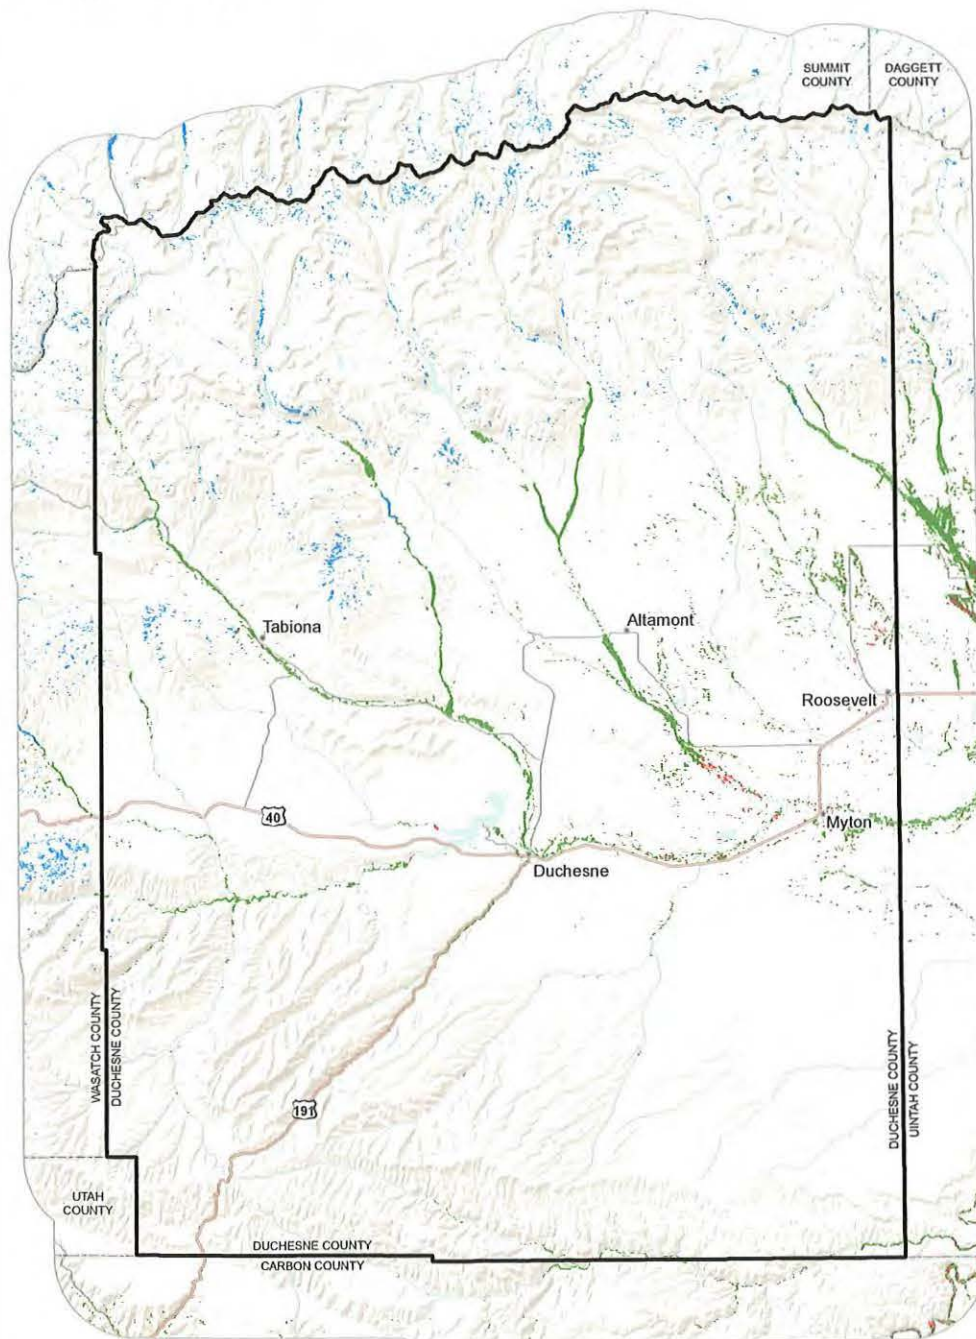 SUMMIT
COUNTY
DAGGETT
COUNTY
Tabiona
Altamont
Roosevelt
40
Myton
Duchesne
WASATCH COUNTY
DUCHESNE COUNTY
DUCHESNE COUNTY
UINTAH COUNTY
191
UTAH
COUNTY
DUCHESNE COUNTY
CARBON COUNTY